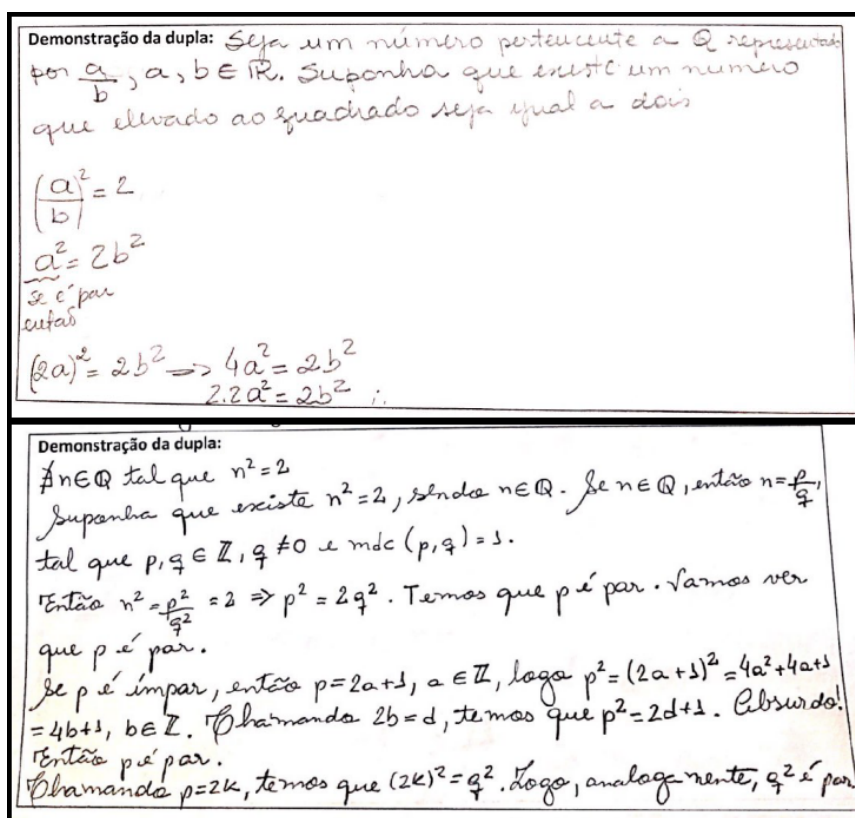 Demonstração da dupla: Seja um número pertencente a Q representado
por a/b, a, b ∈ IR. Suponha que existe um numero
que elevado ao quadrado seja igual a dois
(a/b)² = 2
a² = 2b²
se é par
então
(2a)² = 2b² → 4a² = 2b²
2.2a² = 2b² ∴
Demonstração da dupla:
∄n∈Q tal que n²=2
Suponha que existe n²=2, sendo n∈Q. Se n∈Q, então n=p/q,
tal que p,q ∈ Z, q ≠0 e mdc (p,q)=1.
Então n² = p²/q² = 2 ⇒ p² = 2q². Temos que p é par. Vamos ver
que p é par.
Se p é ímpar, então p=2a+1, a ∈ Z, logo p² = (2a+1)² = 4a²+4a+1
= 4b+1, b∈Z. Chamando 2b=d, temos que p²=2d+1. Absurdo!
Então p é par.
Chamando p=2k, temos que (2k)² = q². Logo, analogamente, q² é par